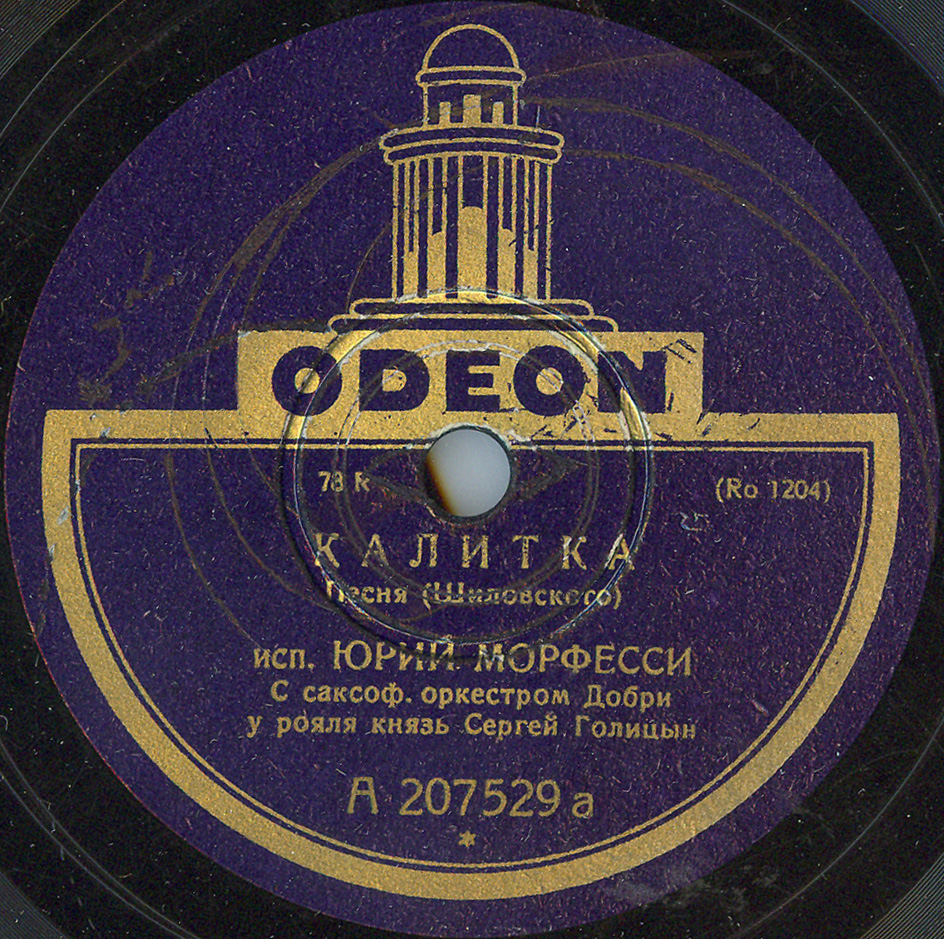 ODEON
78 R
(Ro 1204)
КАЛИТКА
Песня (Шиловского)
исп. ЮРИЙ МОРФЕССИ
С саксоф. оркестром Добри
у рояля князь Сергей Голицын
А 207529 a
*